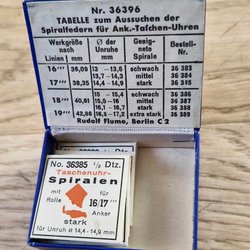 Nr. 36396
TABELLE zum Aussuchen der
Spiralfedern für Ank.-Taschen-Uhren
Werkgröße nach Linien | mm | Ø der Unruhe mm | Geeignete Spirale | Bestell-Nr.
16''' | 36,09 | 13 – 13,6 | schwach | 36 383
13,7 – 14,3 | mittel | 36 384
17''' | 38,35 | 14,4 – 14,9 | stark | 36 385
18''' | 40,61 | 15 – 15,4 | schwach | 36 386
15,5 – 15,9 | mittel | 36 387
16 – 16,7 | stark | 36 388
19''' | 42,86 | 16,8 – 17,2 | extra stark | 36 389
Rudolf Flume, Berlin C 2
No. 36385 1/2 Dtz.
Taschenuhr-
Spiralen
mit für
Rolle 16/17'''
Anker
stark
für Unruh Ø 14,4 - 14,9 mm